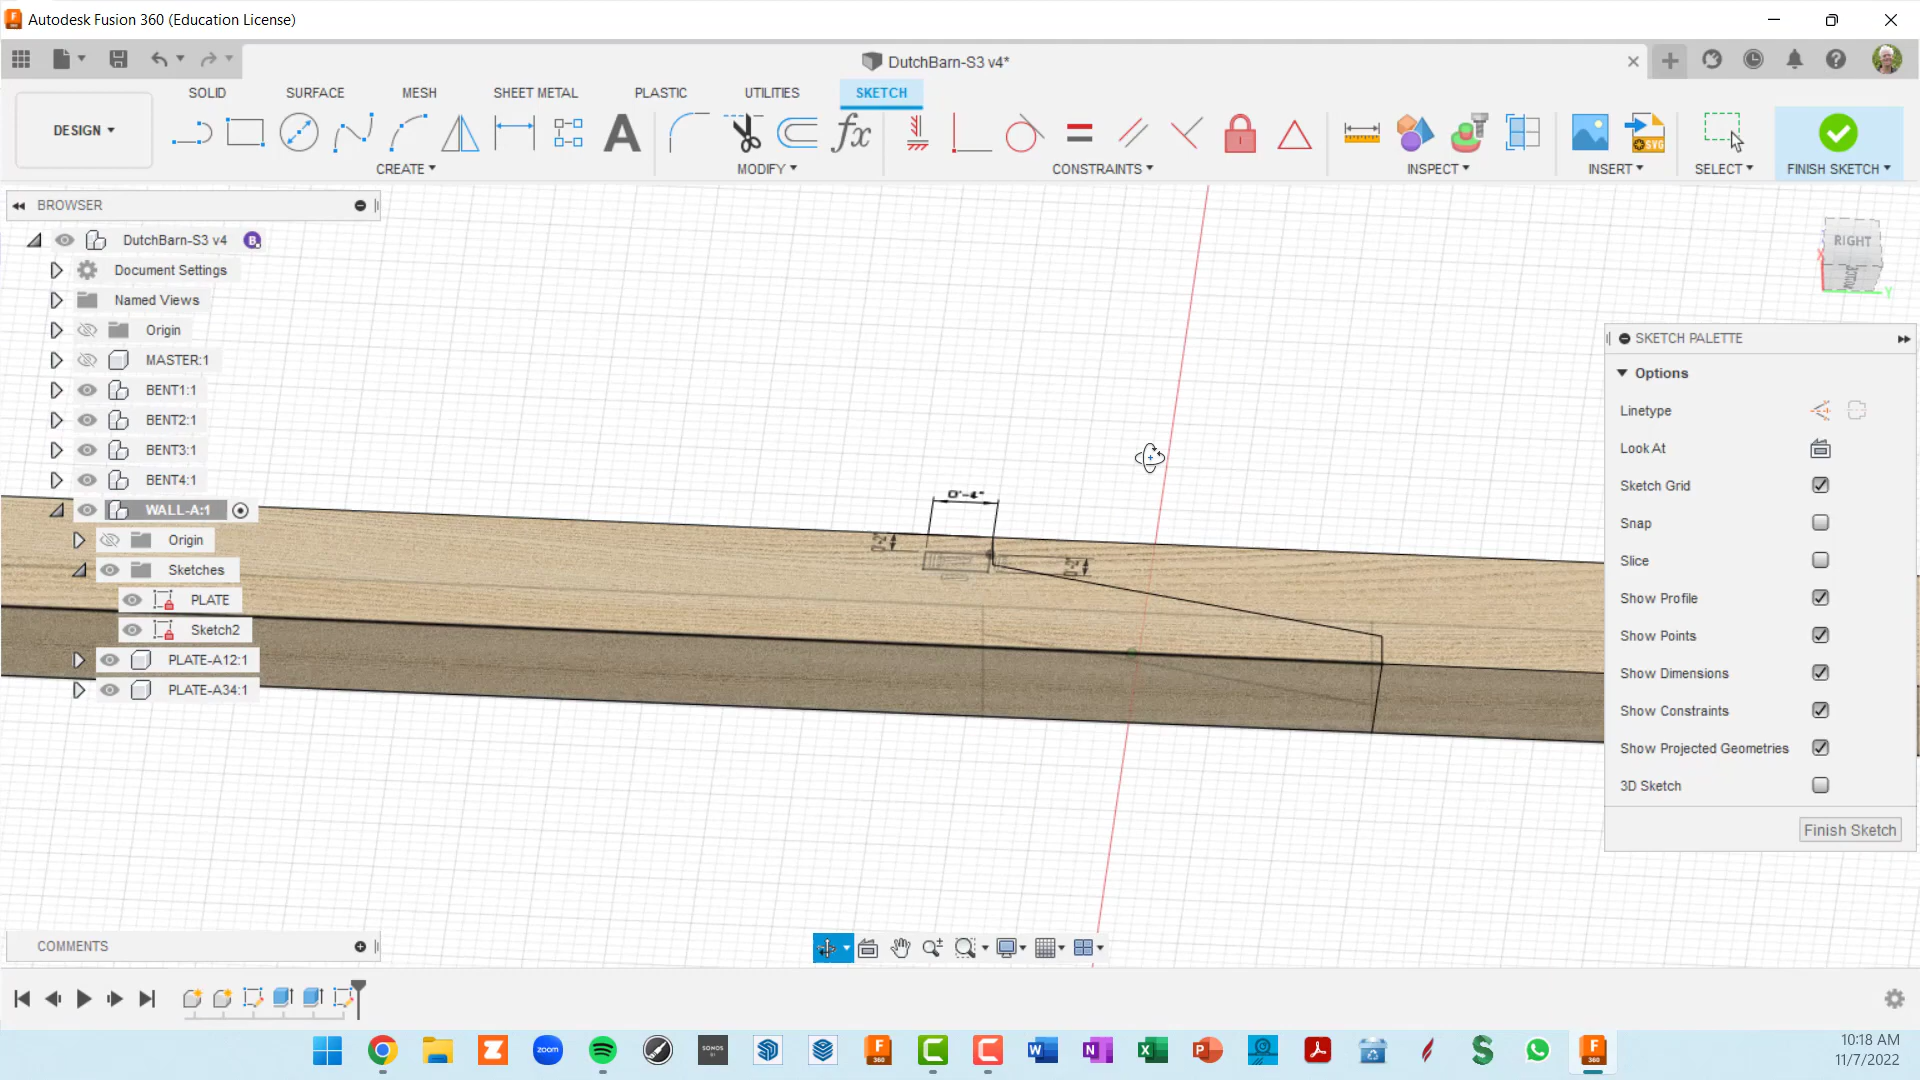 Autodesk Fusion 360 (Education License)
DutchBarn-S3 v4*
SOLID SURFACE MESH SHEET METAL PLASTIC UTILITIES SKETCH
DESIGN
CREATE MODIFY CONSTRAINTS INSPECT INSERT SELECT FINISH SKETCH
BROWSER
DutchBarn-S3 v4
Document Settings
Named Views
Origin
MASTER:1
BENT1:1
BENT2:1
BENT3:1
BENT4:1
WALL-A:1
Origin
Sketches
PLATE
Sketch2
PLATE-A12:1
PLATE-A34:1
0'-4"
RIGHT
X
Y
SKETCH PALETTE
Options
Linetype
Look At
Sketch Grid
Snap
Slice
Show Profile
Show Points
Show Dimensions
Show Constraints
Show Projected Geometries
3D Sketch
Finish Sketch
COMMENTS
10:18 AM
11/7/2022